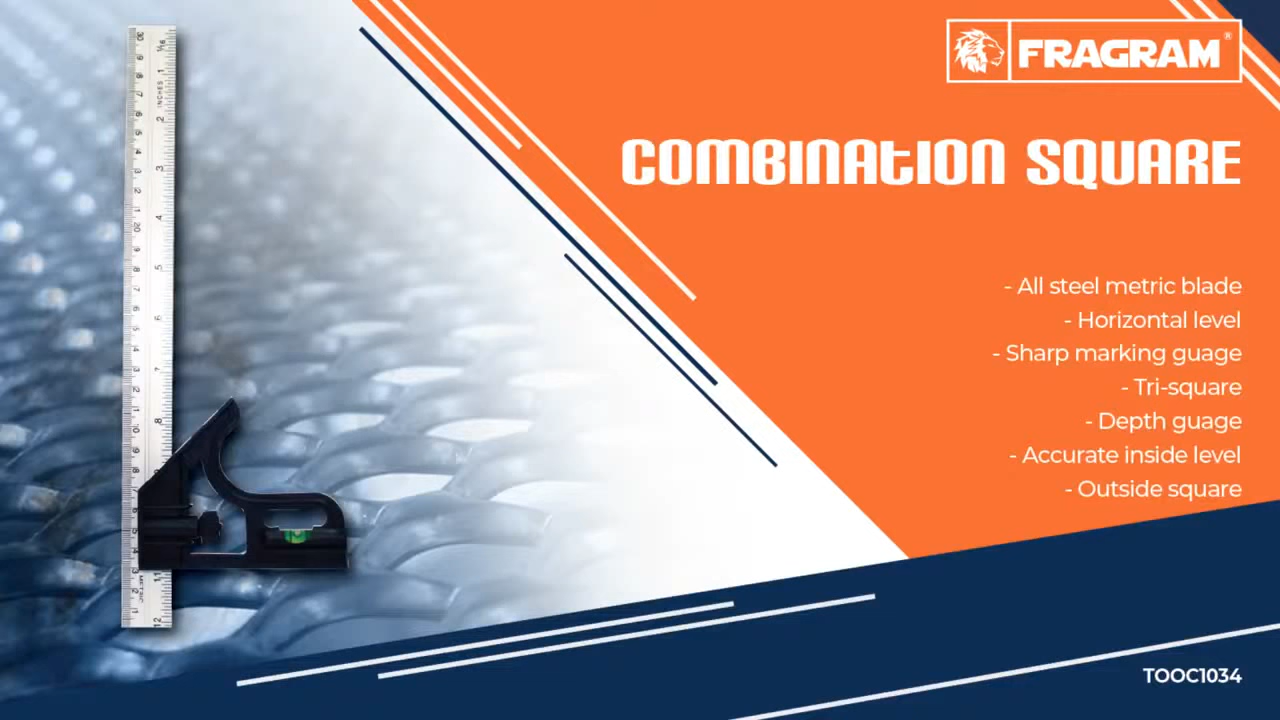 FRAGRAM®
COMBINATION SQUARE
- All steel metric blade
- Horizontal level
- Sharp marking guage
- Tri-square
- Depth guage
- Accurate inside level
- Outside square
TOOC1034
INCHES